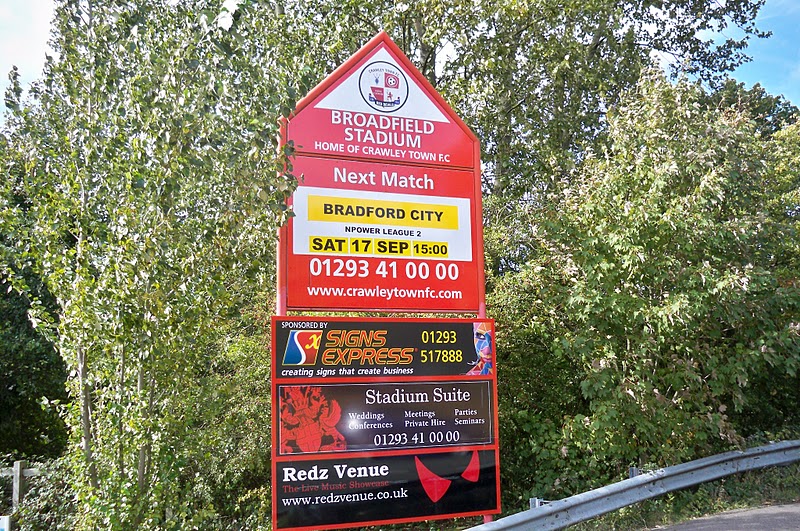 CRAWLEY TOWN FC
BROADFIELD
STADIUM
HOME OF CRAWLEY TOWN F.C
Next Match
BRADFORD CITY
NPOWER LEAGUE 2
SAT 17 SEP 15:00
01293 41 00 00
www.crawleytownfc.com
SPONSORED BY
SIGNS
EXPRESS
01293
517888
creating signs that create business
Stadium Suite
Weddings Meetings Parties
Conferences Private Hire Seminars
01293 41 00 00
Redz Venue
The Live Music Showcase
www.redzvenue.co.uk